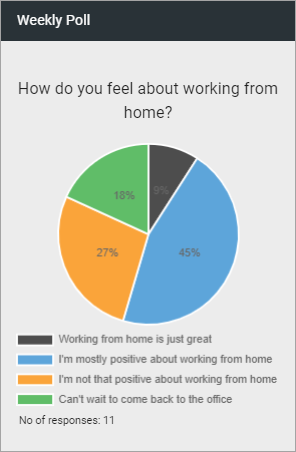 Weekly Poll
How do you feel about working from
home?
9%
18%
27%
45%
Working from home is just great
I'm mostly positive about working from home
I'm not that positive about working from home
Can't wait to come back to the office
No of responses: 11